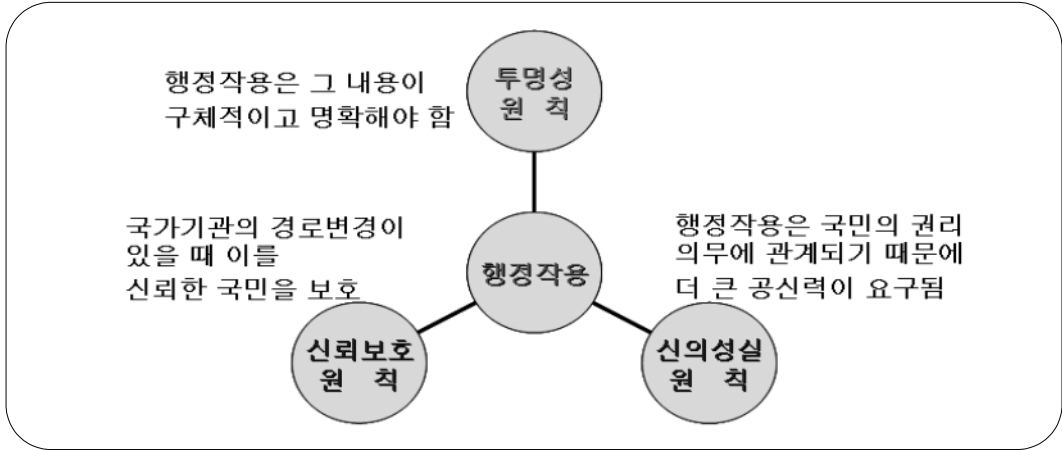 투명성
원 칙
행정작용은 그 내용이
구체적이고 명확해야 함
국가기관의 경로변경이
있을 때 이를
신뢰한 국민을 보호
행정작용
행정작용은 국민의 권리
의무에 관계되기 때문에
더 큰 공신력이 요구됨
신뢰보호
원 칙
신의성실
원 칙